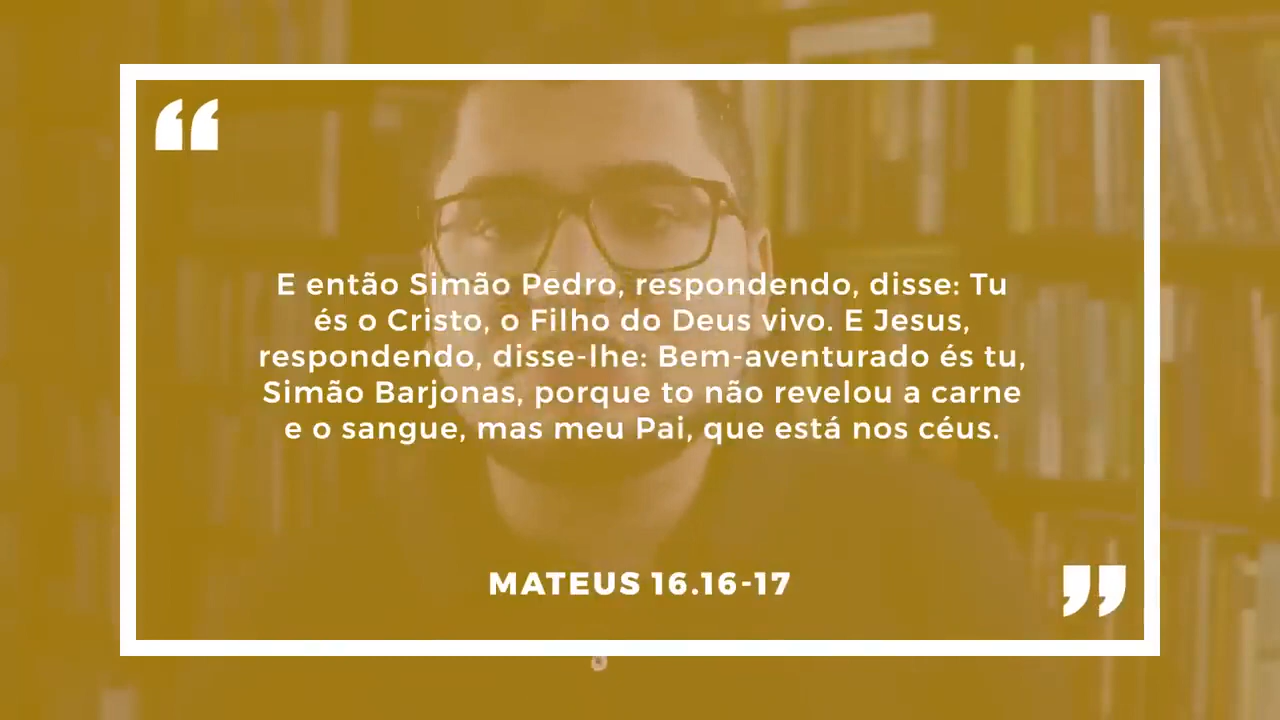 E então Simão Pedro, respondendo, disse: Tu
és o Cristo, o Filho do Deus vivo. E Jesus,
respondendo, disse-lhe: Bem-aventurado és tu,
Simão Barjonas, porque to não revelou a carne
e o sangue, mas meu Pai, que está nos céus.
MATEUS 16.16-17